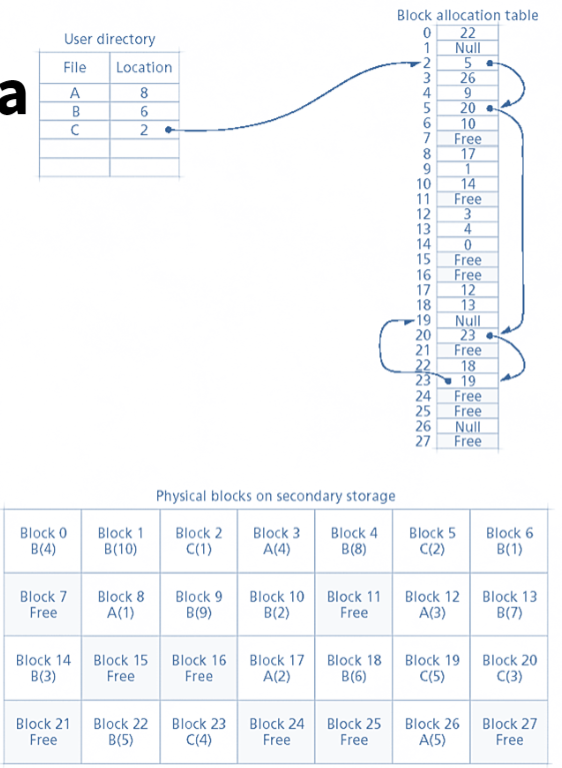 Block allocation table
User directory
File Location
A 8
B 6
C 2
a
0 22
1 Null
2 5
3 26
4 9
5 20
6 10
7 Free
8 17
9 1
10 14
11 Free
12 3
13 4
14 0
15 Free
16 Free
17 12
18 13
19 Null
20 23
21 Free
22 18
23 19
24 Free
25 Free
26 Null
27 Free
Physical blocks on secondary storage
Block 0 Block 1 Block 2 Block 3 Block 4 Block 5 Block 6
B(4) B(10) C(1) A(4) B(8) C(2) B(1)
Block 7 Block 8 Block 9 Block 10 Block 11 Block 12 Block 13
Free A(1) B(9) B(2) Free A(3) B(7)
Block 14 Block 15 Block 16 Block 17 Block 18 Block 19 Block 20
B(3) Free Free A(2) B(6) C(5) C(3)
Block 21 Block 22 Block 23 Block 24 Block 25 Block 26 Block 27
Free B(5) C(4) Free Free A(5) Free